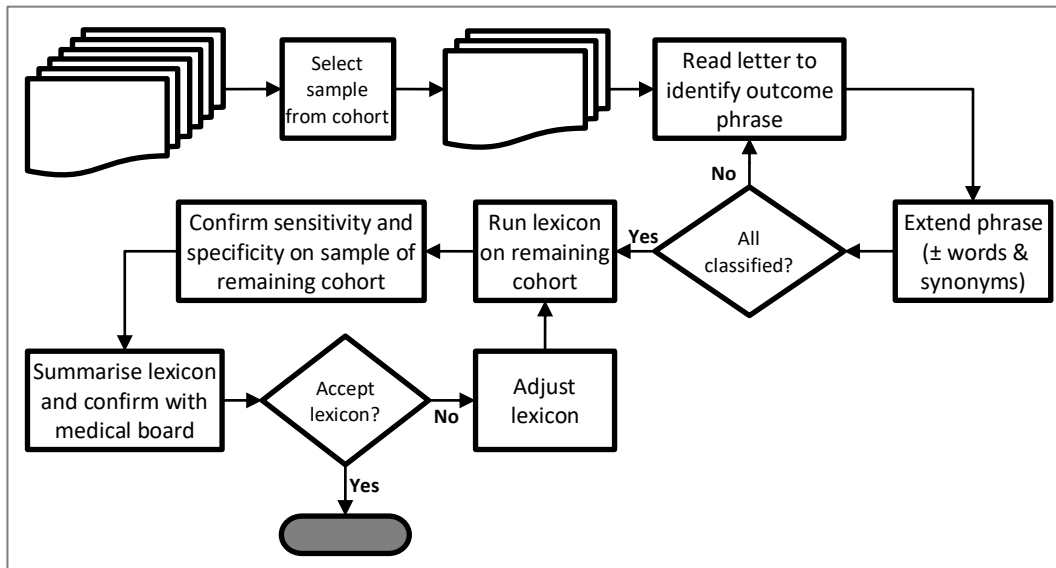 Select
sample
from cohort
Read letter to
identify outcome
phrase
No
Extend phrase
(± words &
synonyms)
All
classified?
Yes
Run lexicon
on remaining
cohort
Confirm sensitivity and
specificity on sample of
remaining cohort
Summarise lexicon
and confirm with
medical board
Accept
lexicon?
No
Adjust
lexicon
Yes